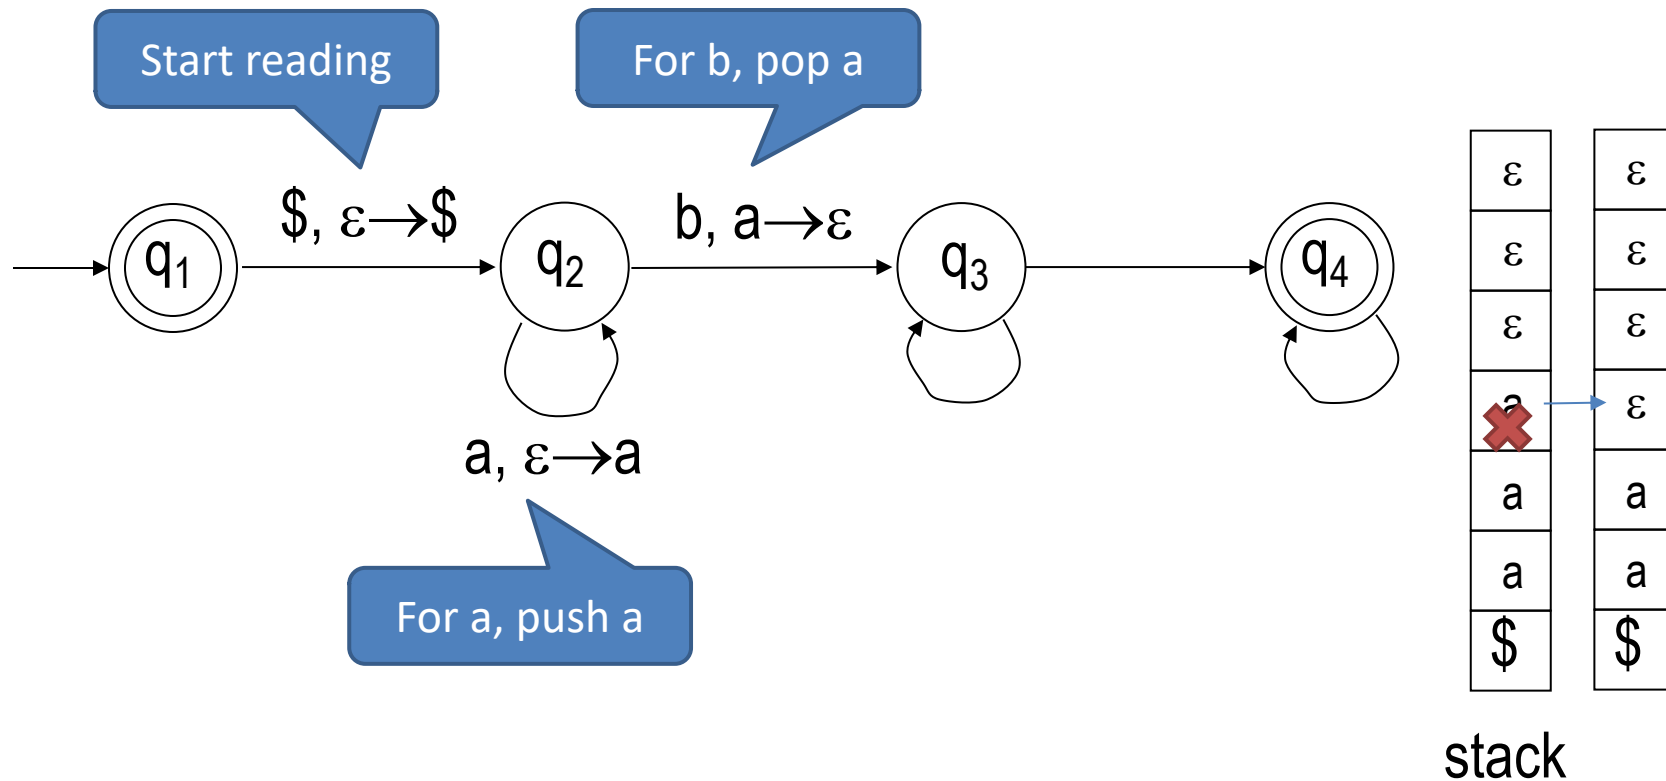 Start reading
For b, pop a
$, ε→$
b, a→ε
q1
q2
q3
q4
a, ε→a
For a, push a
ε ε
ε ε
ε ε
a ε
a a
a a
$ $
stack